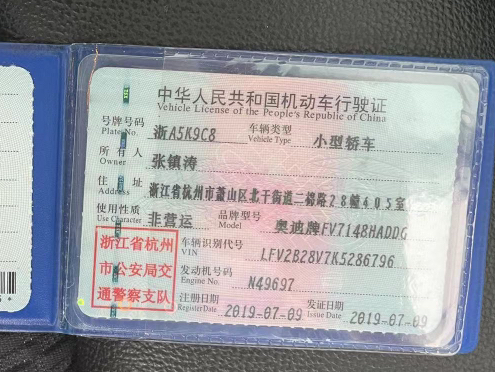 中华人民共和国机动车行驶证
Vehicle License of the People's Republic of China
号牌号码 Plate No. 浙A5K9C8 车辆类型 Vehicle Type 小型轿车
所有人 Owner 张镇涛
住址 Address 浙江省杭州市萧山区北干街道二桥路28幢405室
使用性质 Use Character 非营运 品牌型号 Model 奥迪牌FV7148HADDG
浙江省杭州
市公安局交
通警察支队
车辆识别代号 VIN LFV2B28V7K5286796
发动机号码 Engine No. N49697
注册日期 Register Date 2019-07-09 发证日期 Issue Date 2019-07-09